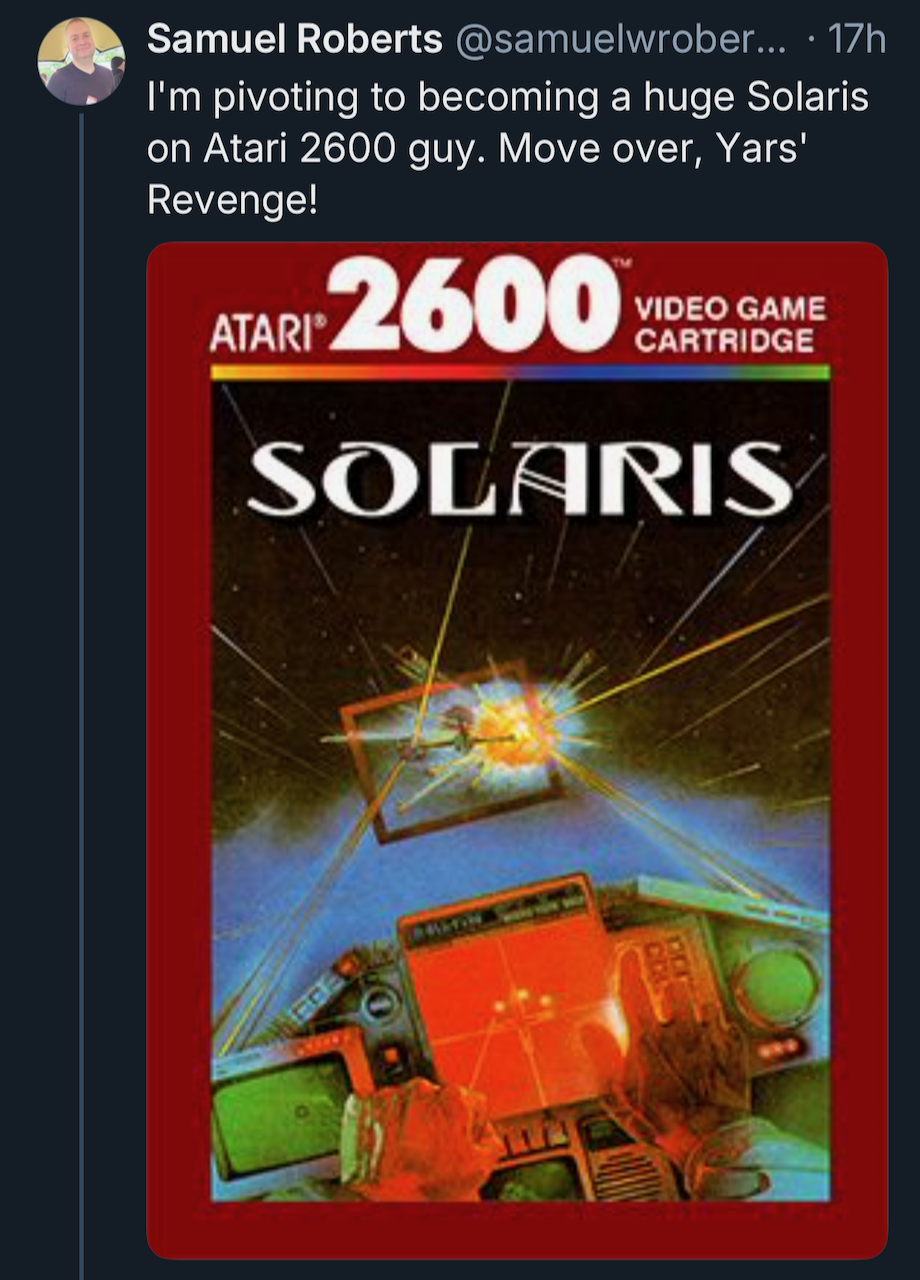 Samuel Roberts @samuelwrober... · 17h
I'm pivoting to becoming a huge Solaris
on Atari 2600 guy. Move over, Yars'
Revenge!
ATARI® 2600™ VIDEO GAME
CARTRIDGE
SOLARIS